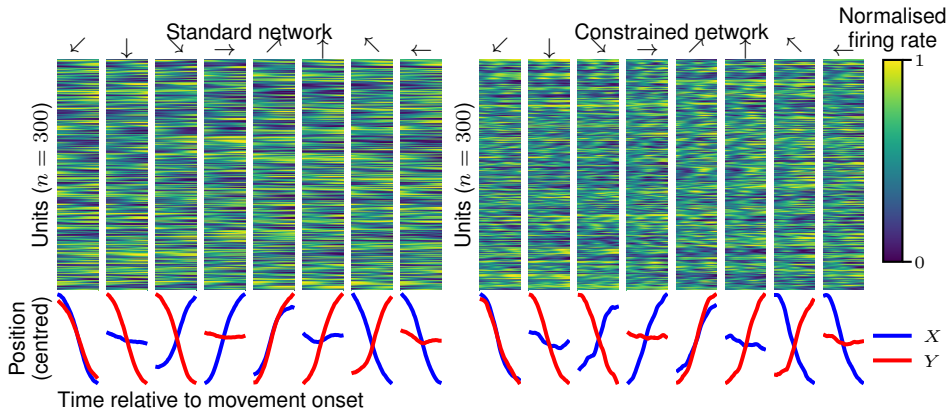 Standard network
Constrained network
Normalised
firing rate
↙ ↓ ↘ → ↗ ↑ ↖ ←
↙ ↓ ↘ → ↗ ↑ ↖ ←
Units (n = 300)
Units (n = 300)
1
0
Position
(centred)
X
Y
Time relative to movement onset